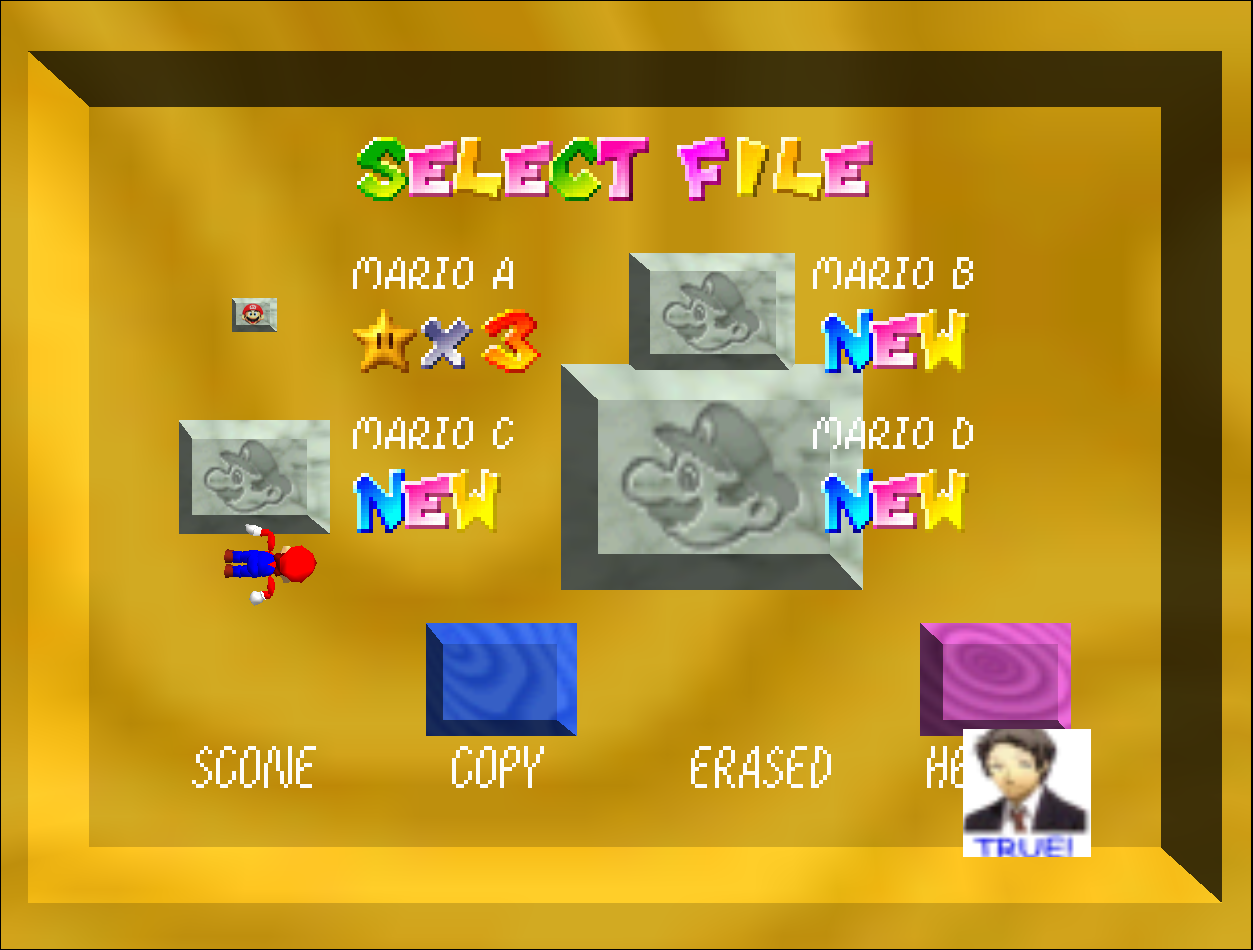 SELECT FILE
MARIO A
MARIO B
×3
NEW
MARIO C
MARIO D
NEW
NEW
SCONE
COPY
ERASED
TRUE!